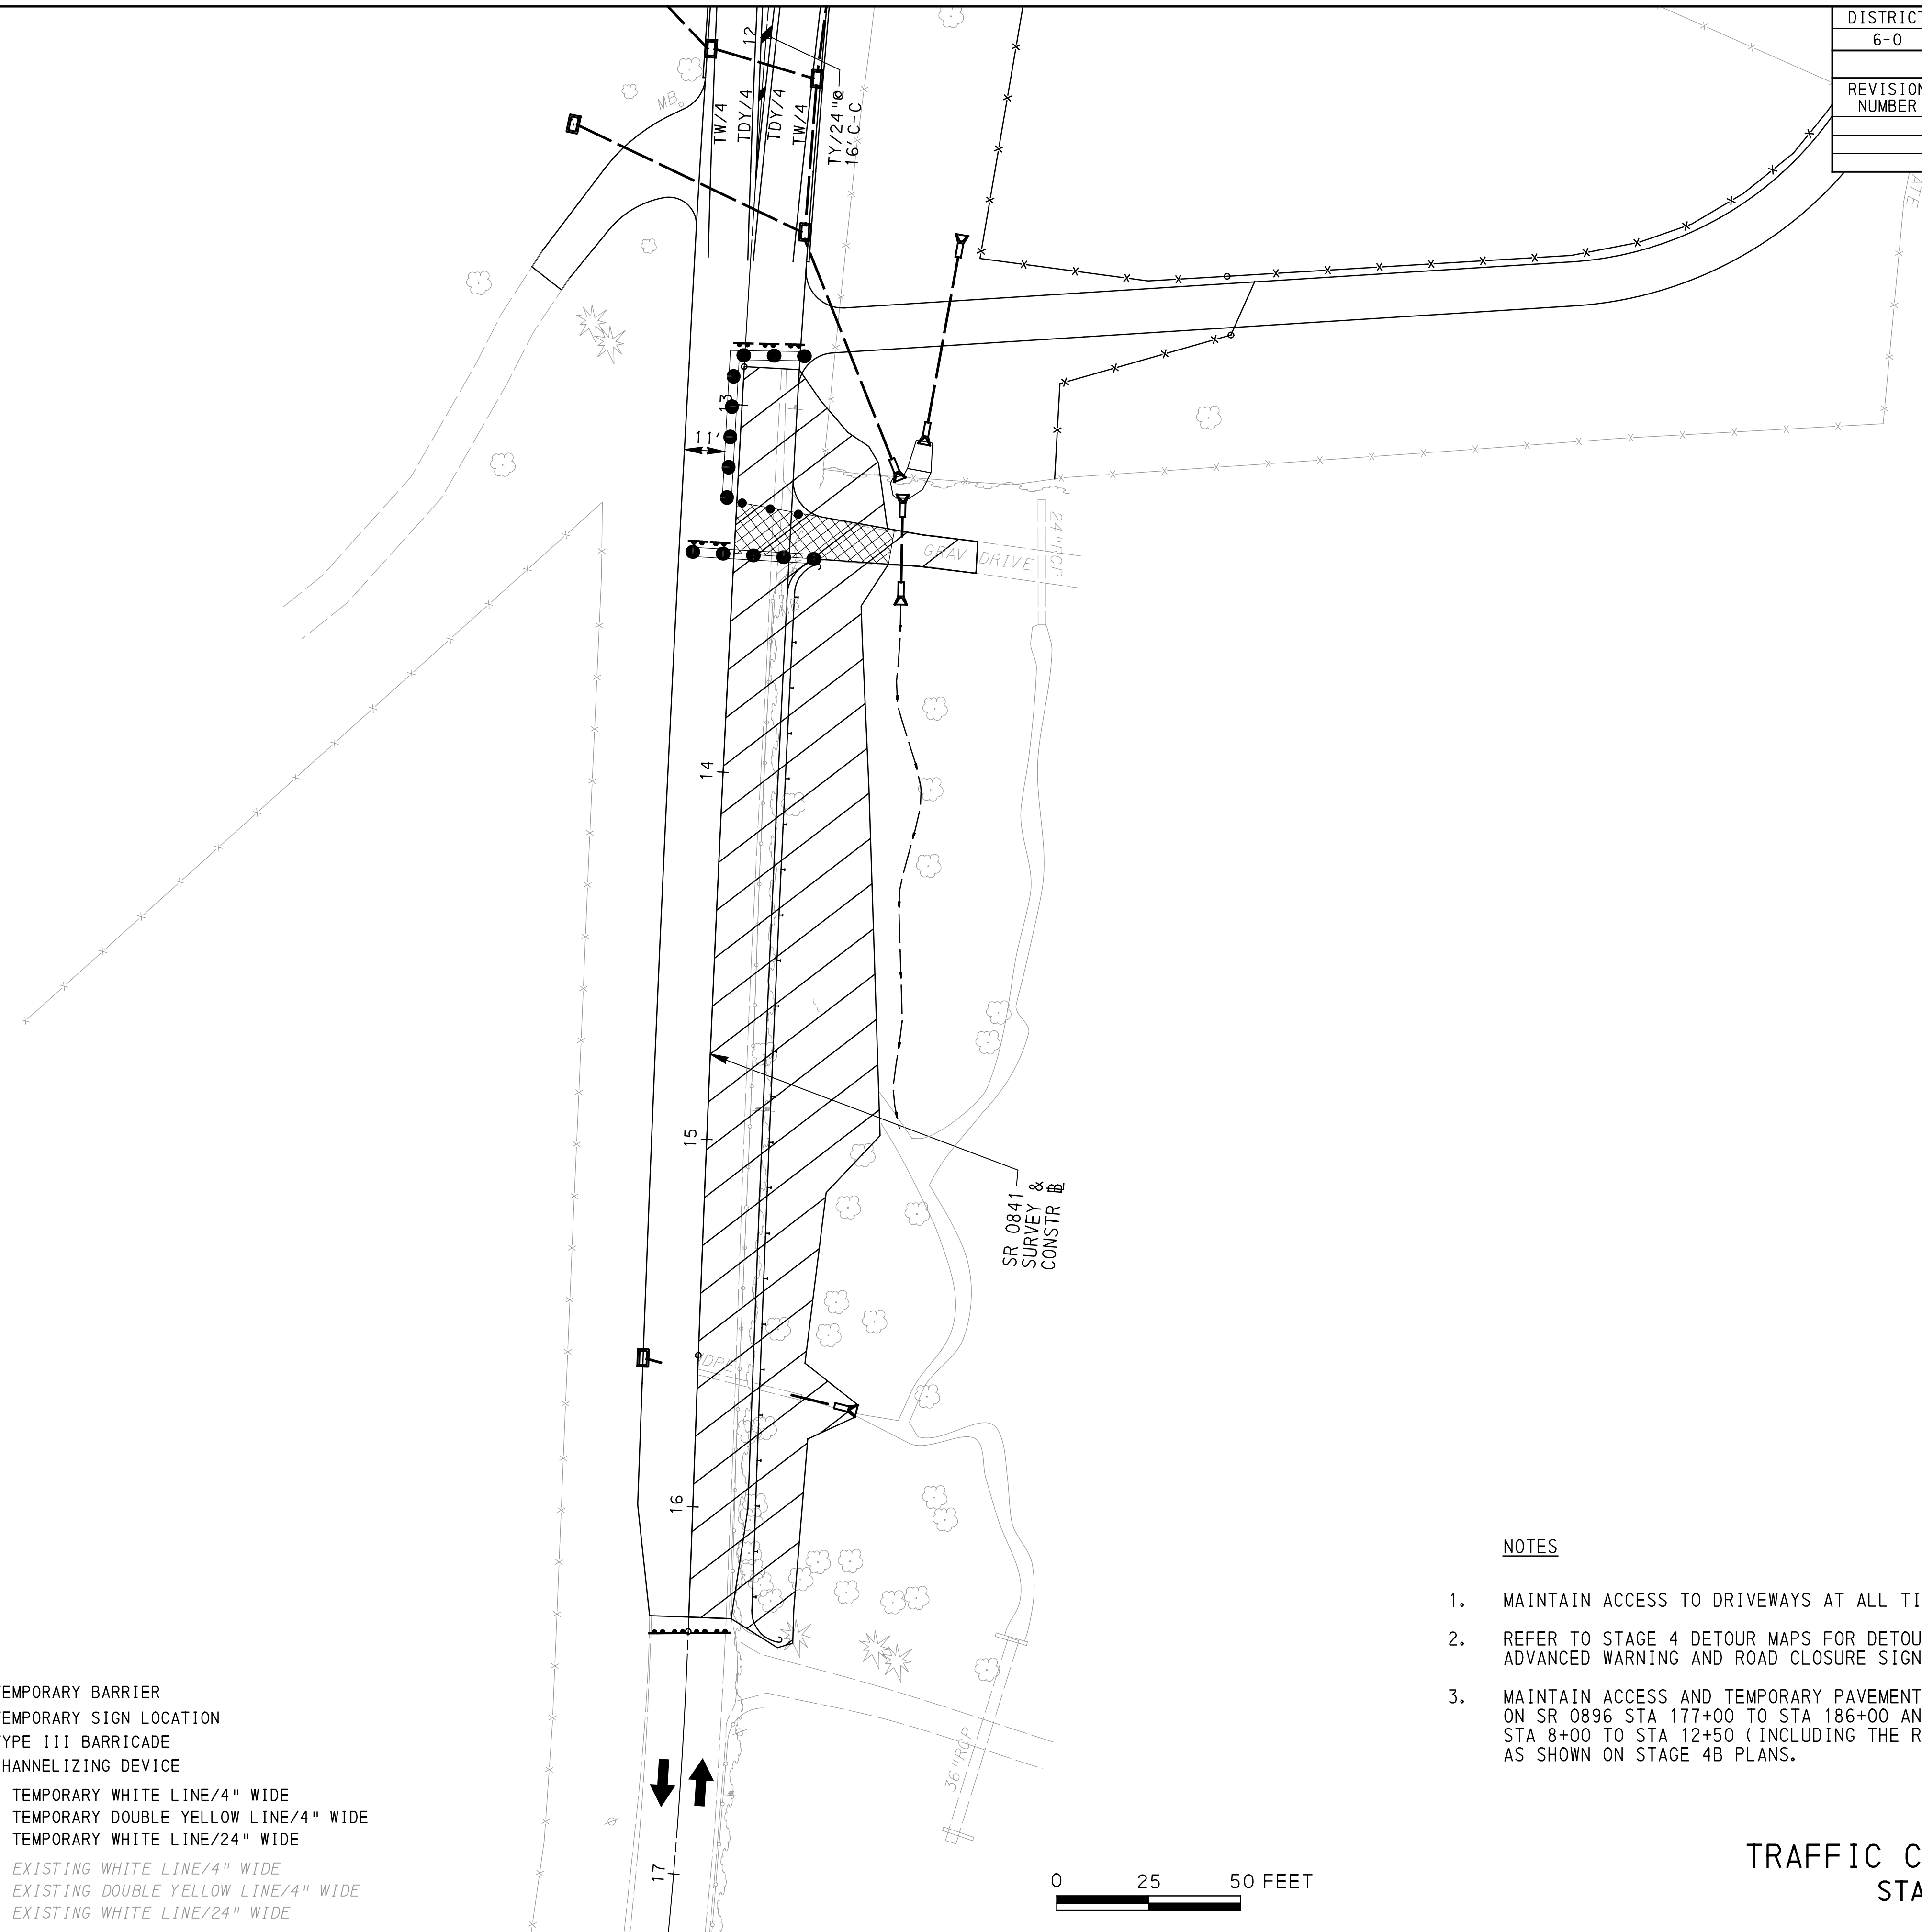 DISTRICT
6-0
REVISION
NUMBER
12
MB
TW/4
TDY/4
TDY/4
TW/4
TY/24"@
16' C-C
13
11'
GRAV DRIVE
24"PCP
14
15
SR 0841
SURVEY &
CONSTR B
16
36"RCP
17
0 25 50 FEET
NOTES
1. MAINTAIN ACCESS TO DRIVEWAYS AT ALL TI
2. REFER TO STAGE 4 DETOUR MAPS FOR DETOU
ADVANCED WARNING AND ROAD CLOSURE SIGN
3. MAINTAIN ACCESS AND TEMPORARY PAVEMENT
ON SR 0896 STA 177+00 TO STA 186+00 AN
STA 8+00 TO STA 12+50 (INCLUDING THE R
AS SHOWN ON STAGE 4B PLANS.
TEMPORARY BARRIER
TEMPORARY SIGN LOCATION
TYPE III BARRICADE
CHANNELIZING DEVICE
TEMPORARY WHITE LINE/4" WIDE
TEMPORARY DOUBLE YELLOW LINE/4" WIDE
TEMPORARY WHITE LINE/24" WIDE
EXISTING WHITE LINE/4" WIDE
EXISTING DOUBLE YELLOW LINE/4" WIDE
EXISTING WHITE LINE/24" WIDE
TRAFFIC C
STA